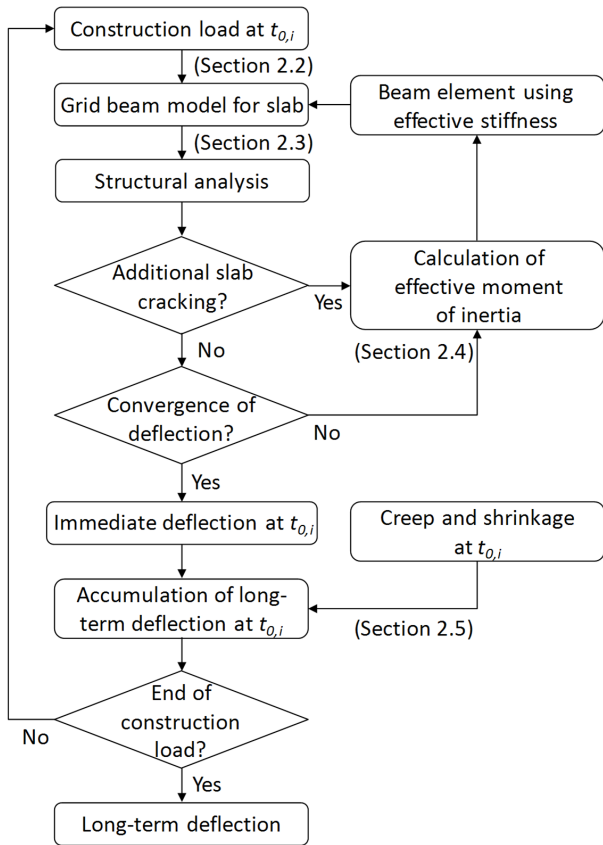 Construction load at t0,i
(Section 2.2)
Grid beam model for slab
Beam element using
effective stiffness
(Section 2.3)
Structural analysis
Additional slab
cracking?
Yes
Calculation of
effective moment
of inertia
No
(Section 2.4)
Convergence of
deflection?
No
Yes
Immediate deflection at t0,i
Creep and shrinkage
at t0,i
Accumulation of long-
term deflection at t0,i
(Section 2.5)
End of
construction
load?
No
Yes
Long-term deflection